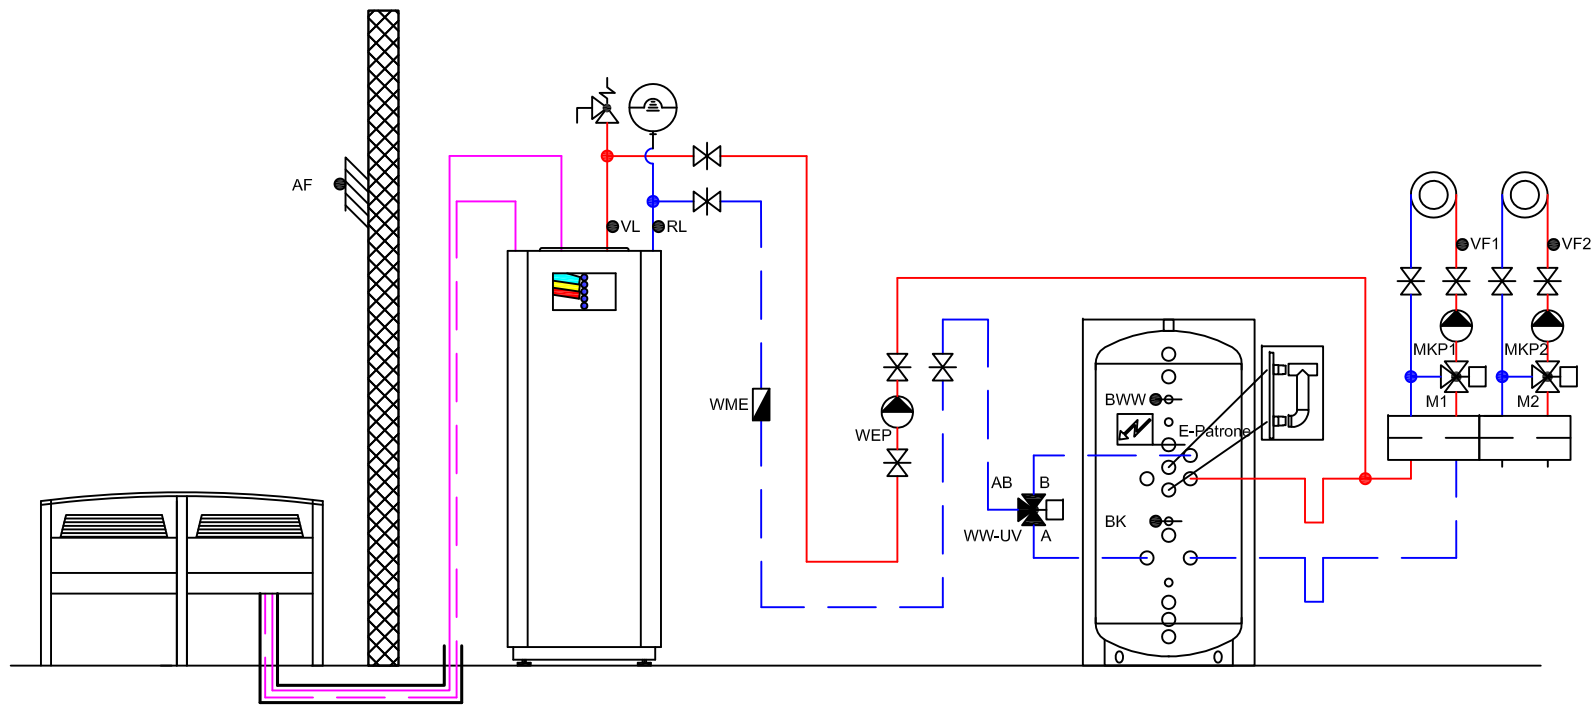 AF
VL
RL
VF1
VF2
MKP1
MKP2
WME
BWW
M1
M2
WEP
E-Patrone
AB
B
BK
WW-UV
A